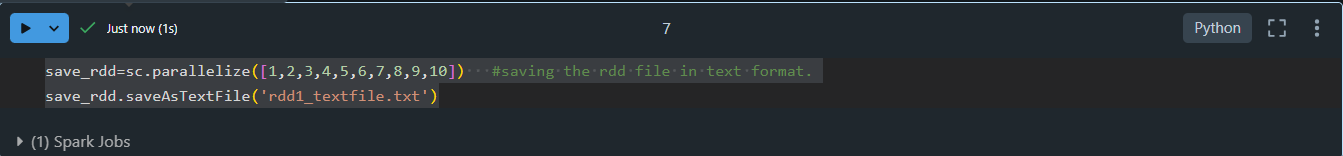 Just now (1s)
7
Python
save_rdd=sc.parallelize([1,2,3,4,5,6,7,8,9,10])   #saving the rdd file in text format.
save_rdd.saveAsTextFile('rdd1_textfile.txt')
(1) Spark Jobs